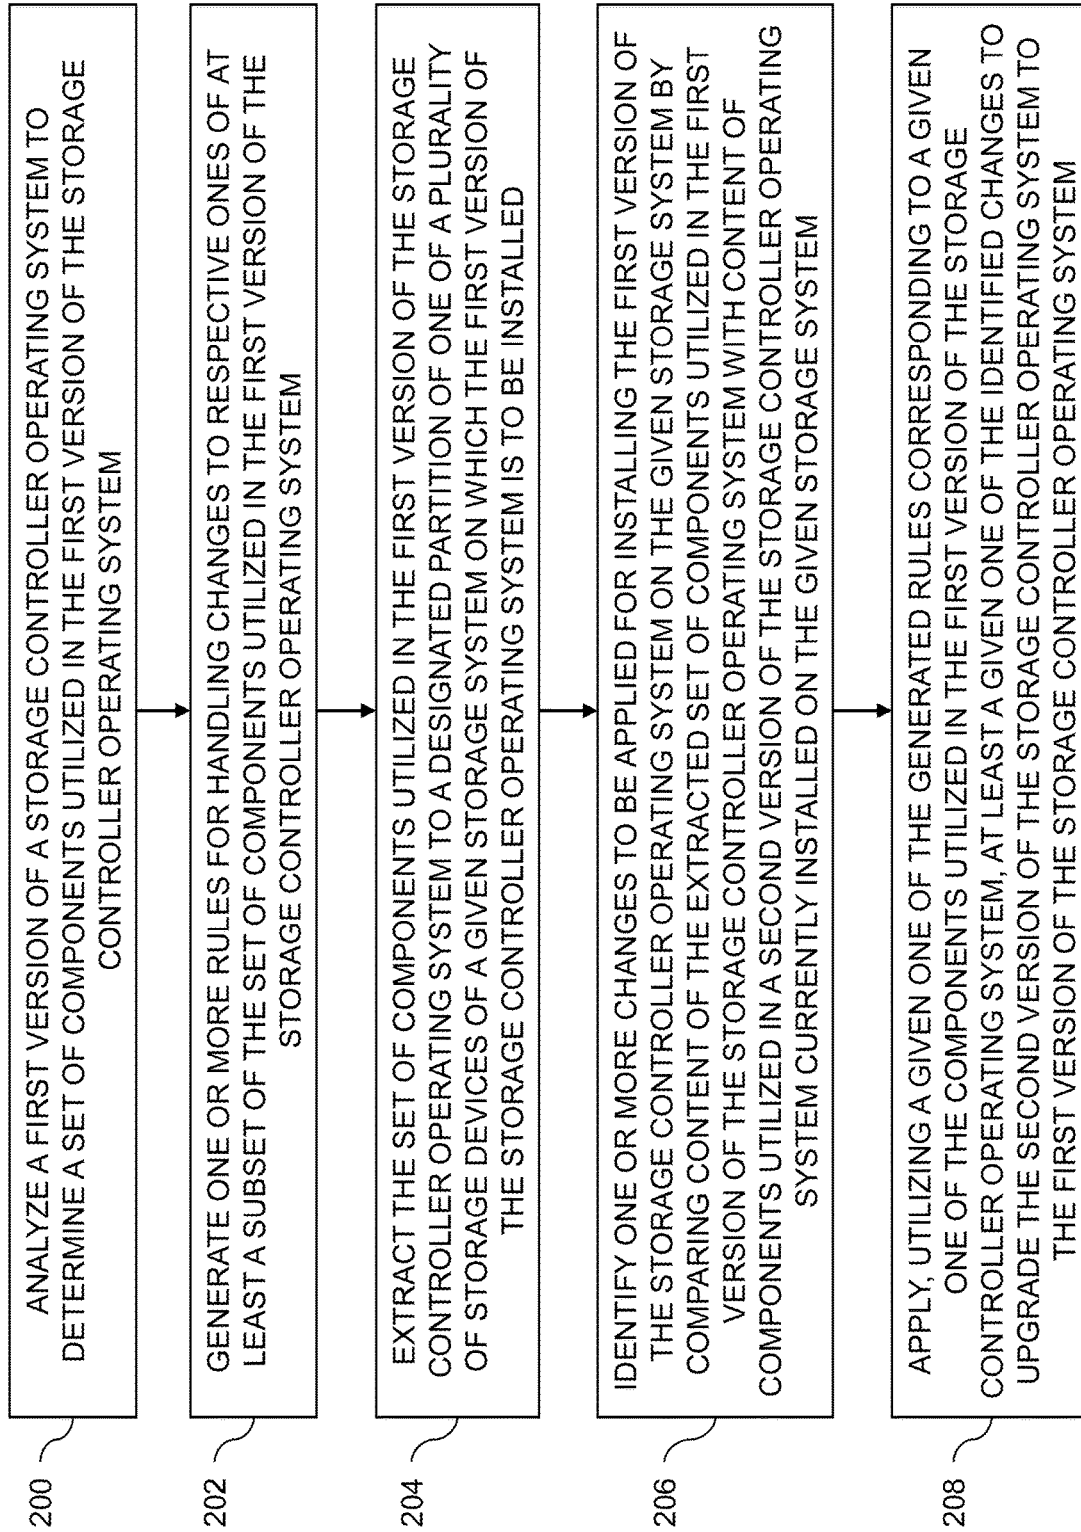 200
ANALYZE A FIRST VERSION OF A STORAGE CONTROLLER OPERATING SYSTEM TO
DETERMINE A SET OF COMPONENTS UTILIZED IN THE FIRST VERSION OF THE STORAGE
CONTROLLER OPERATING SYSTEM
202
GENERATE ONE OR MORE RULES FOR HANDLING CHANGES TO RESPECTIVE ONES OF AT
LEAST A SUBSET OF THE SET OF COMPONENTS UTILIZED IN THE FIRST VERSION OF THE
STORAGE CONTROLLER OPERATING SYSTEM
204
EXTRACT THE SET OF COMPONENTS UTILIZED IN THE FIRST VERSION OF THE STORAGE
CONTROLLER OPERATING SYSTEM TO A DESIGNATED PARTITION OF ONE OF A PLURALITY
OF STORAGE DEVICES OF A GIVEN STORAGE SYSTEM ON WHICH THE FIRST VERSION OF
THE STORAGE CONTROLLER OPERATING SYSTEM IS TO BE INSTALLED
206
IDENTIFY ONE OR MORE CHANGES TO BE APPLIED FOR INSTALLING THE FIRST VERSION OF
THE STORAGE CONTROLLER OPERATING SYSTEM ON THE GIVEN STORAGE SYSTEM BY
COMPARING CONTENT OF THE EXTRACTED SET OF COMPONENTS UTILIZED IN THE FIRST
VERSION OF THE STORAGE CONTROLLER OPERATING SYSTEM WITH CONTENT OF
COMPONENTS UTILIZED IN A SECOND VERSION OF THE STORAGE CONTROLLER OPERATING
SYSTEM CURRENTLY INSTALLED ON THE GIVEN STORAGE SYSTEM
208
APPLY, UTILIZING A GIVEN ONE OF THE GENERATED RULES CORRESPONDING TO A GIVEN
ONE OF THE COMPONENTS UTILIZED IN THE FIRST VERSION OF THE STORAGE
CONTROLLER OPERATING SYSTEM, AT LEAST A GIVEN ONE OF THE IDENTIFIED CHANGES TO
UPGRADE THE SECOND VERSION OF THE STORAGE CONTROLLER OPERATING SYSTEM TO
THE FIRST VERSION OF THE STORAGE CONTROLLER OPERATING SYSTEM